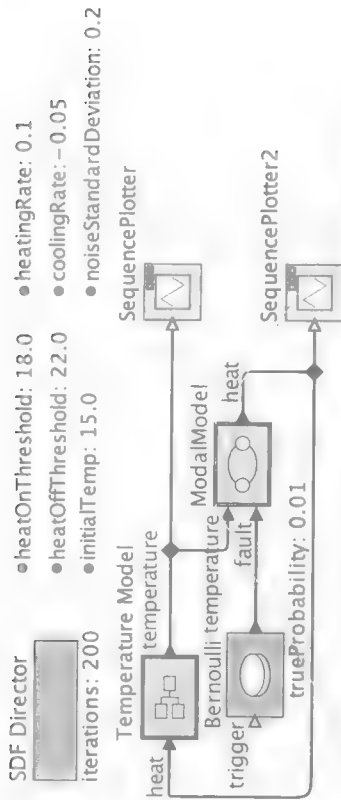 SDF Director
iterations: 200
heatOnThreshold: 18.0
heatOffThreshold: 22.0
initialTemp: 15.0
heatingRate: 0.1
coolingRate: -0.05
noiseStandardDeviation: 0.2
Temperature Model
heat
temperature
SequencePlotter
Bernoulli
temperature
ModalModel
trigger
fault
heat
trueProbability: 0.01
SequencePlotter2